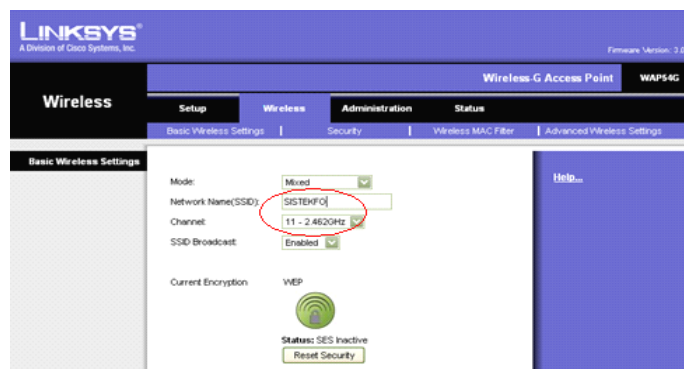 LINKSYS®
A Division of Cisco Systems, Inc.
Firmware Version: 3.0
Wireless-G Access Point WAP54G
Wireless
Setup Wireless Administration Status
Basic Wireless Settings | Security | Wireless MAC Filter | Advanced Wireless Settings
Basic Wireless Settings
Help...
Mode: Mixed
Network Name(SSID): SISTEKFO
Channel: 11 - 2.462GHz
SSID Broadcast: Enabled
Current Encryption WEP
Status: SES Inactive
Reset Security